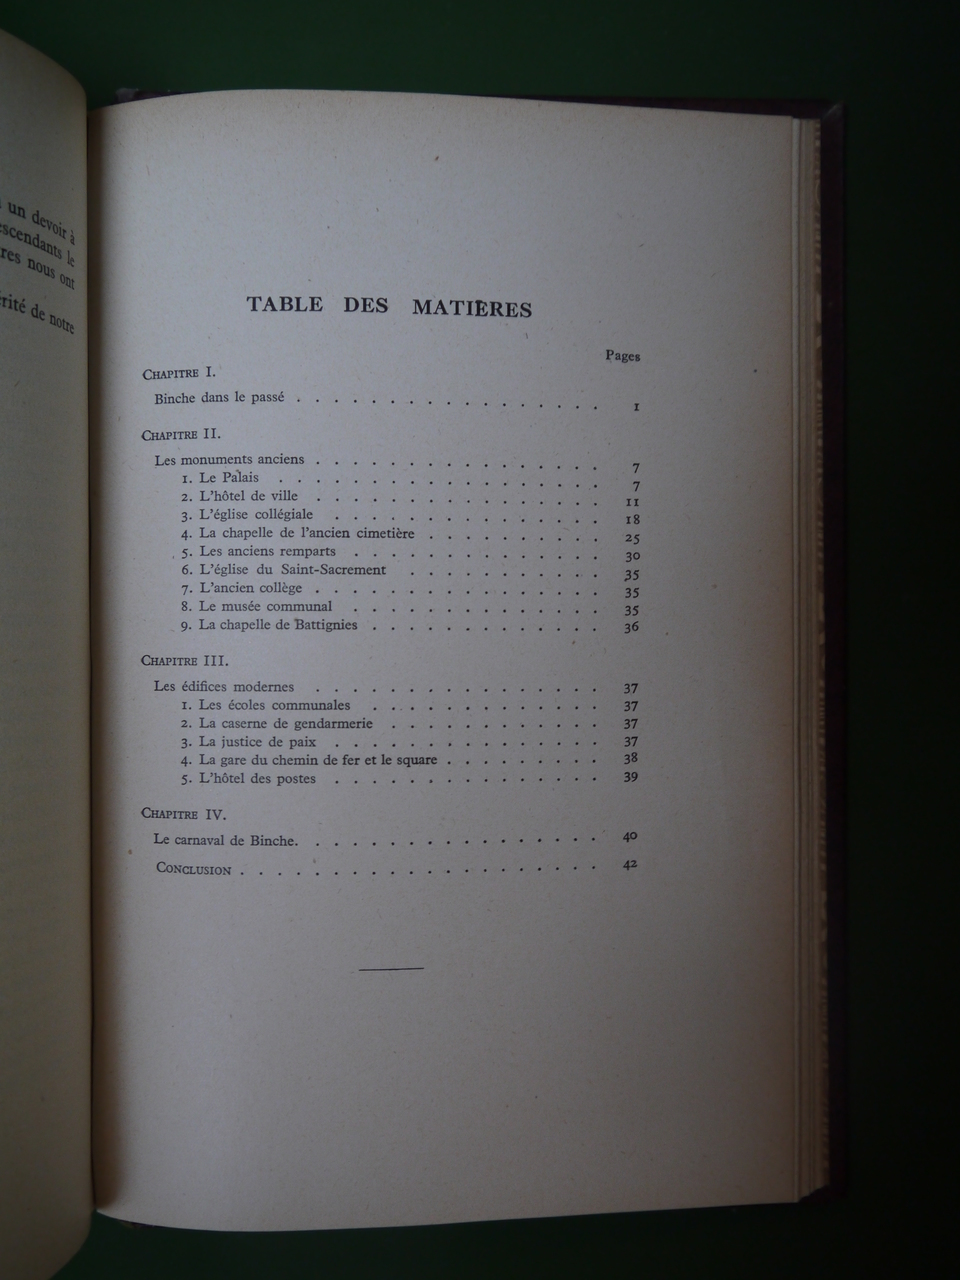 un devoir à
scendants le
res nous ont
rité de notre
TABLE DES MATIÈRES
Pages
CHAPITRE I.
Binche dans le passé . . . . . . . . . . . . . . . . . 1
CHAPITRE II.
Les monuments anciens . . . . . . . . . . . . . . . . 7
1. Le Palais . . . . . . . . . . . . . . . . . . 7
2. L'hôtel de ville . . . . . . . . . . . . . . . . 11
3. L'église collégiale . . . . . . . . . . . . . . . 18
4. La chapelle de l'ancien cimetière . . . . . . . . . . 25
5. Les anciens remparts . . . . . . . . . . . . . . 30
6. L'église du Saint-Sacrement . . . . . . . . . . . 35
7. L'ancien collège . . . . . . . . . . . . . . . . 35
8. Le musée communal . . . . . . . . . . . . . . 35
9. La chapelle de Battignies . . . . . . . . . . . . . 36
CHAPITRE III.
Les édifices modernes . . . . . . . . . . . . . . . . 37
1. Les écoles communales . . . . . . . . . . . . . 37
2. La caserne de gendarmerie . . . . . . . . . . . . 37
3. La justice de paix . . . . . . . . . . . . . . . 37
4. La gare du chemin de fer et le square . . . . . . . . . 38
5. L'hôtel des postes . . . . . . . . . . . . . . . 39
CHAPITRE IV.
Le carnaval de Binche. . . . . . . . . . . . . . . . . 40
CONCLUSION . . . . . . . . . . . . . . . . . . . . 42